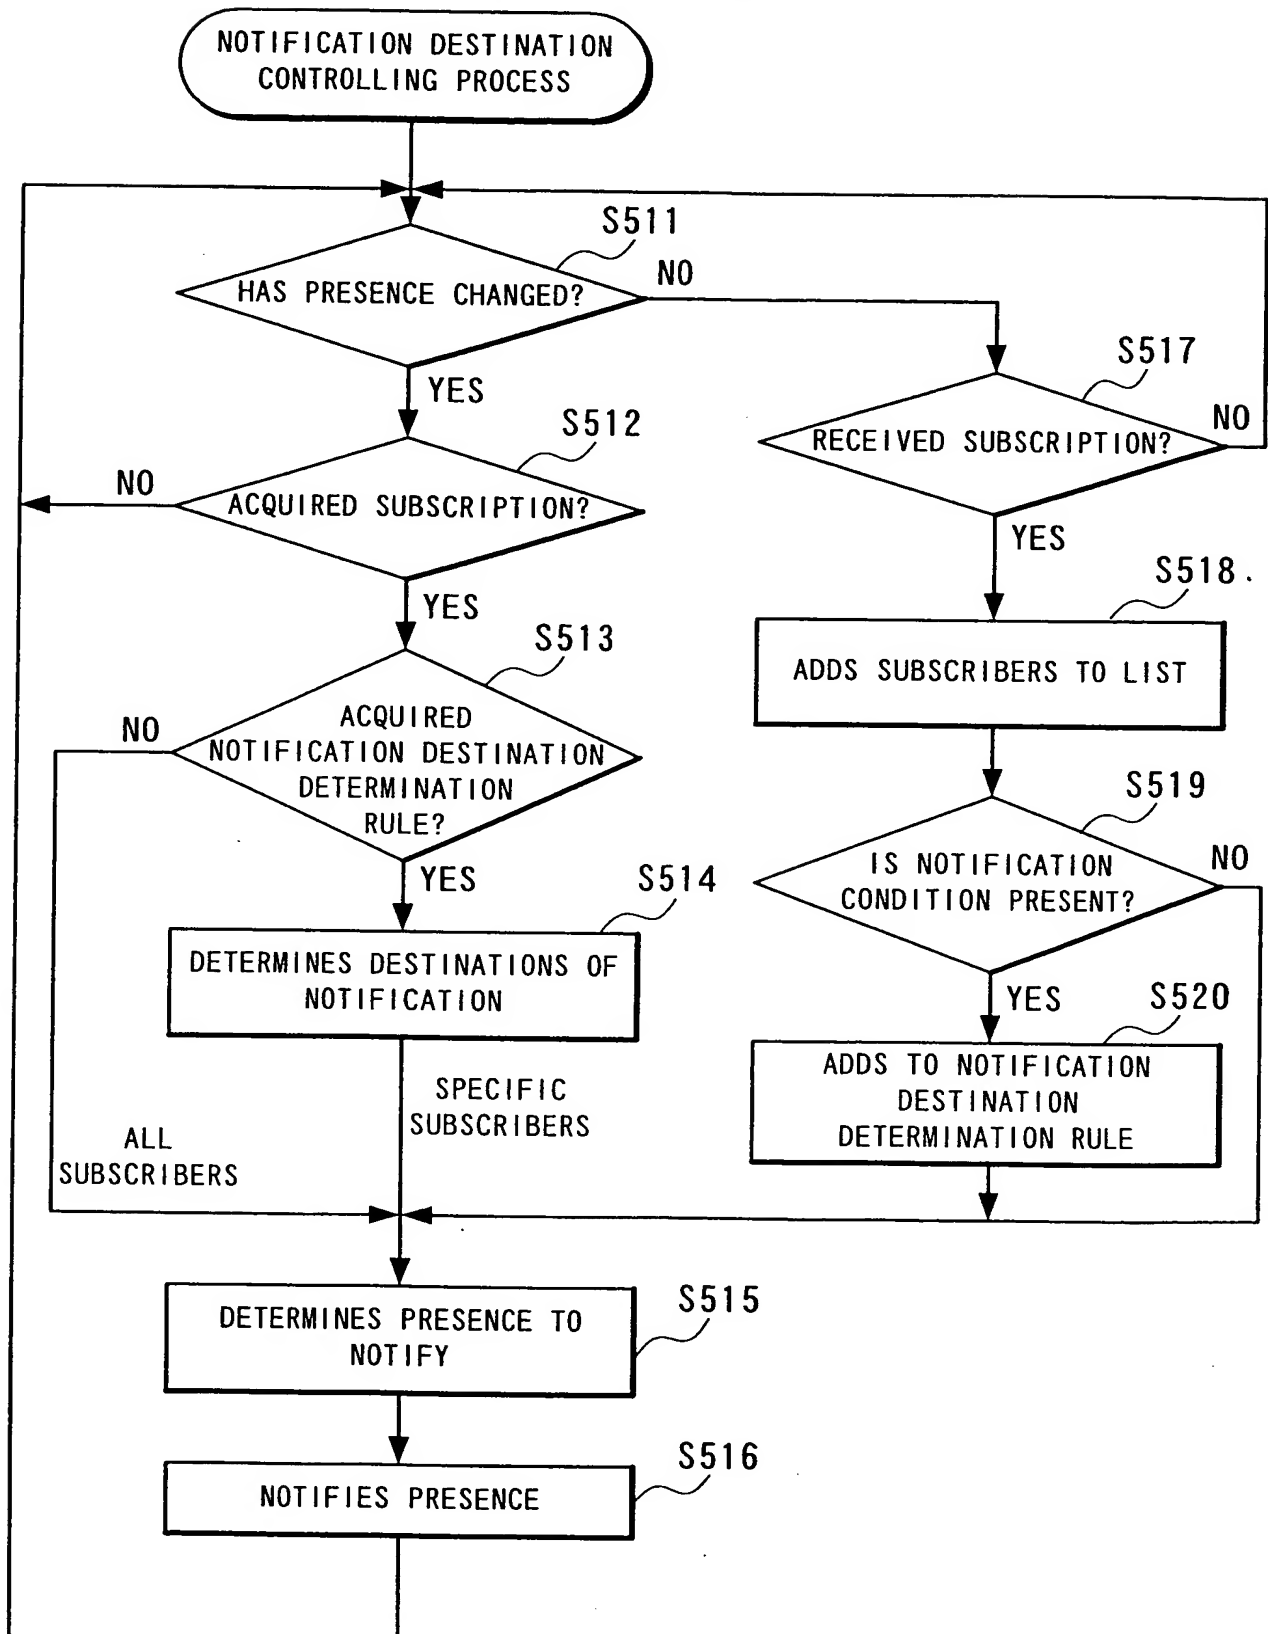 NOTIFICATION DESTINATION
CONTROLLING PROCESS
S511
HAS PRESENCE CHANGED?
NO
YES
S512
NO
ACQUIRED SUBSCRIPTION?
YES
S513
NO
ACQUIRED
NOTIFICATION DESTINATION
DETERMINATION
RULE?
YES
S514
DETERMINES DESTINATIONS OF
NOTIFICATION
SPECIFIC
SUBSCRIBERS
ALL
SUBSCRIBERS
S517
RECEIVED SUBSCRIPTION?
NO
YES
S518.
ADDS SUBSCRIBERS TO LIST
S519
IS NOTIFICATION
CONDITION PRESENT?
NO
YES
S520
ADDS TO NOTIFICATION
DESTINATION
DETERMINATION RULE
S515
DETERMINES PRESENCE TO
NOTIFY
S516
NOTIFIES PRESENCE